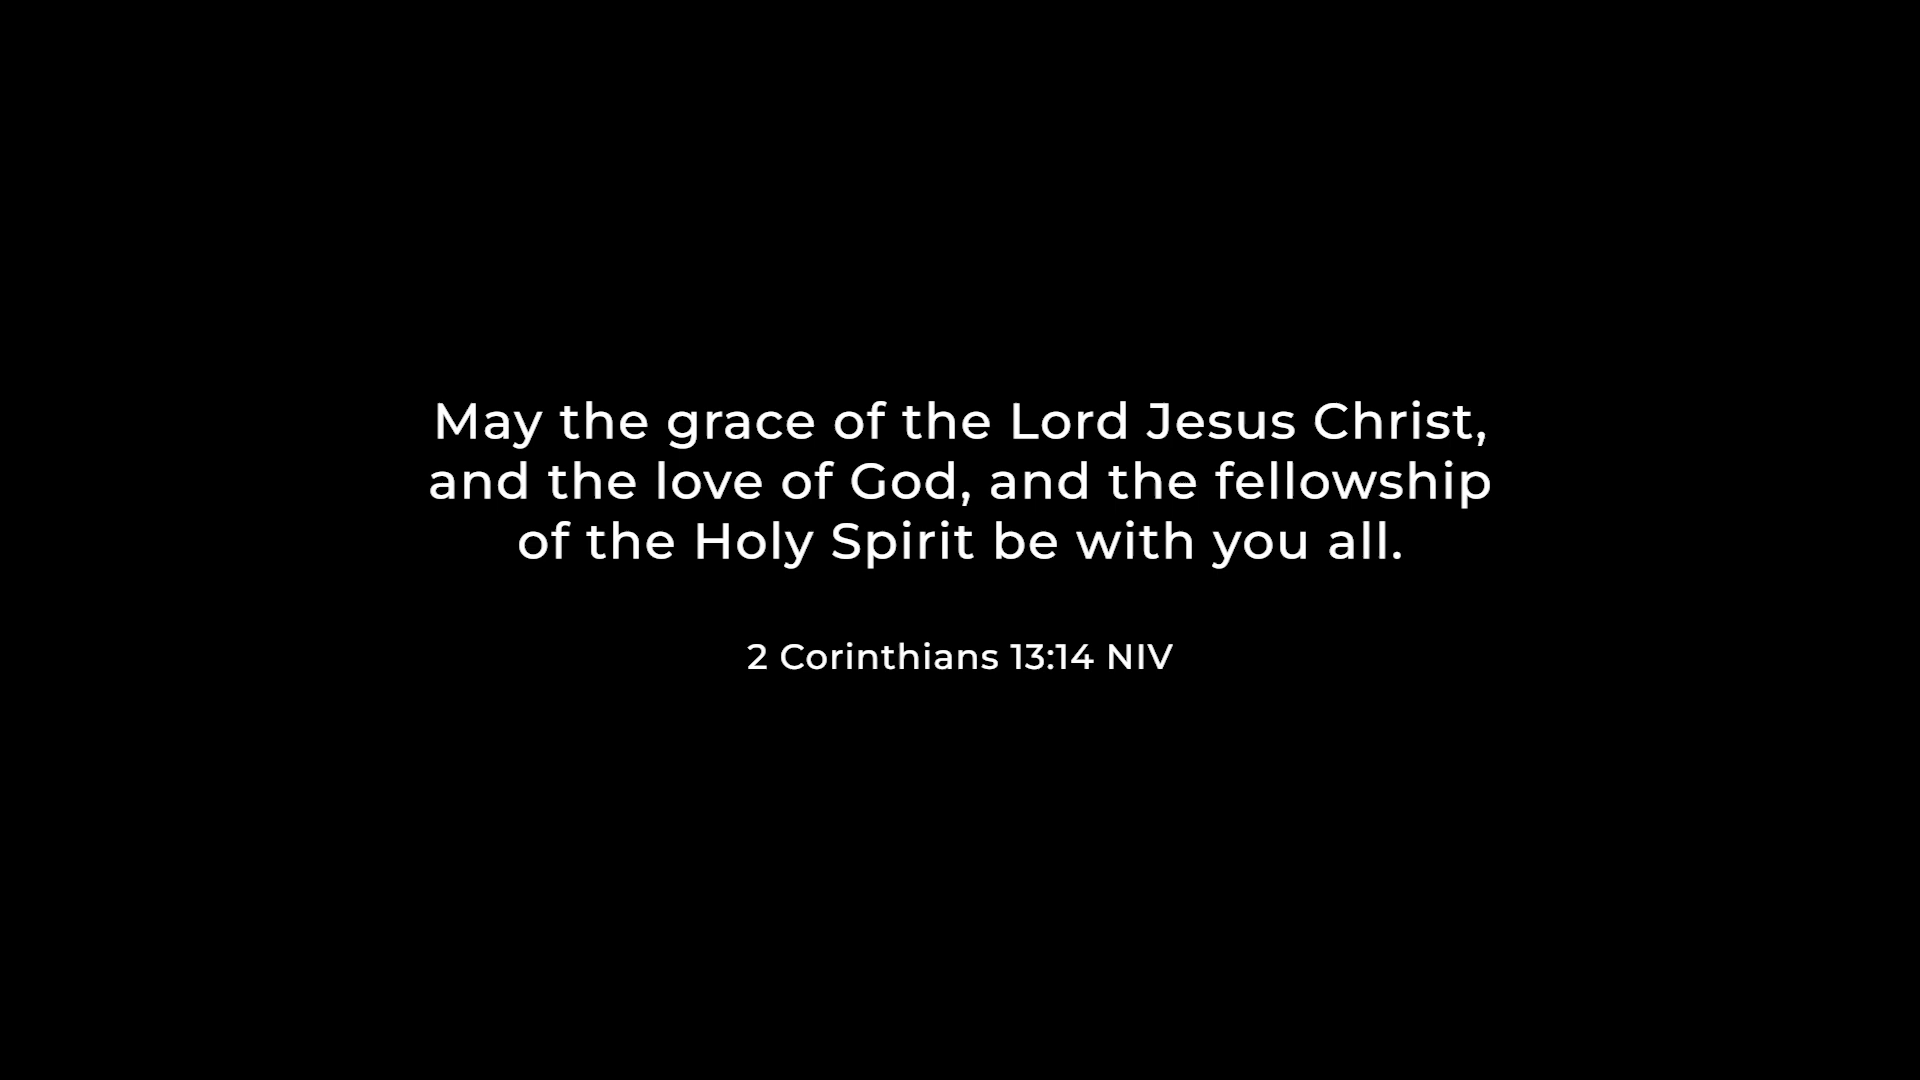 May the grace of the Lord Jesus Christ,
and the love of God, and the fellowship
of the Holy Spirit be with you all.
2 Corinthians 13:14 NIV